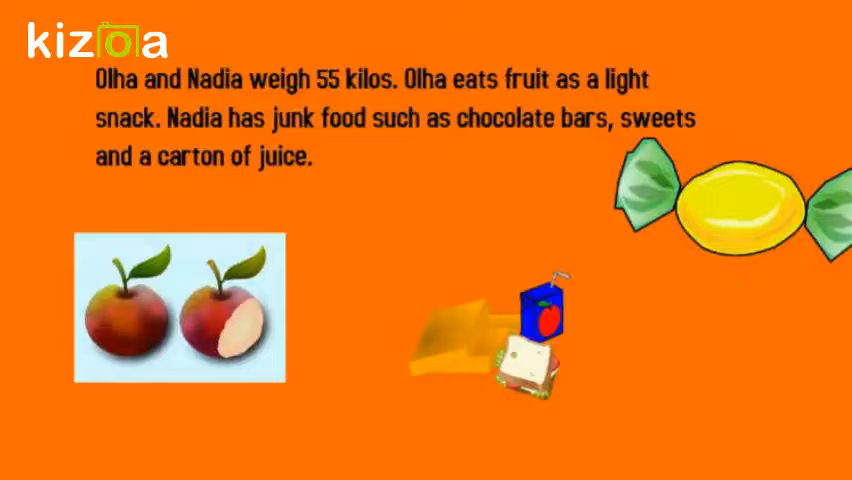 kizoa
Olha and Nadia weigh 55 kilos. Olha eats fruit as a light
snack. Nadia has junk food such as chocolate bars, sweets
and a carton of juice.